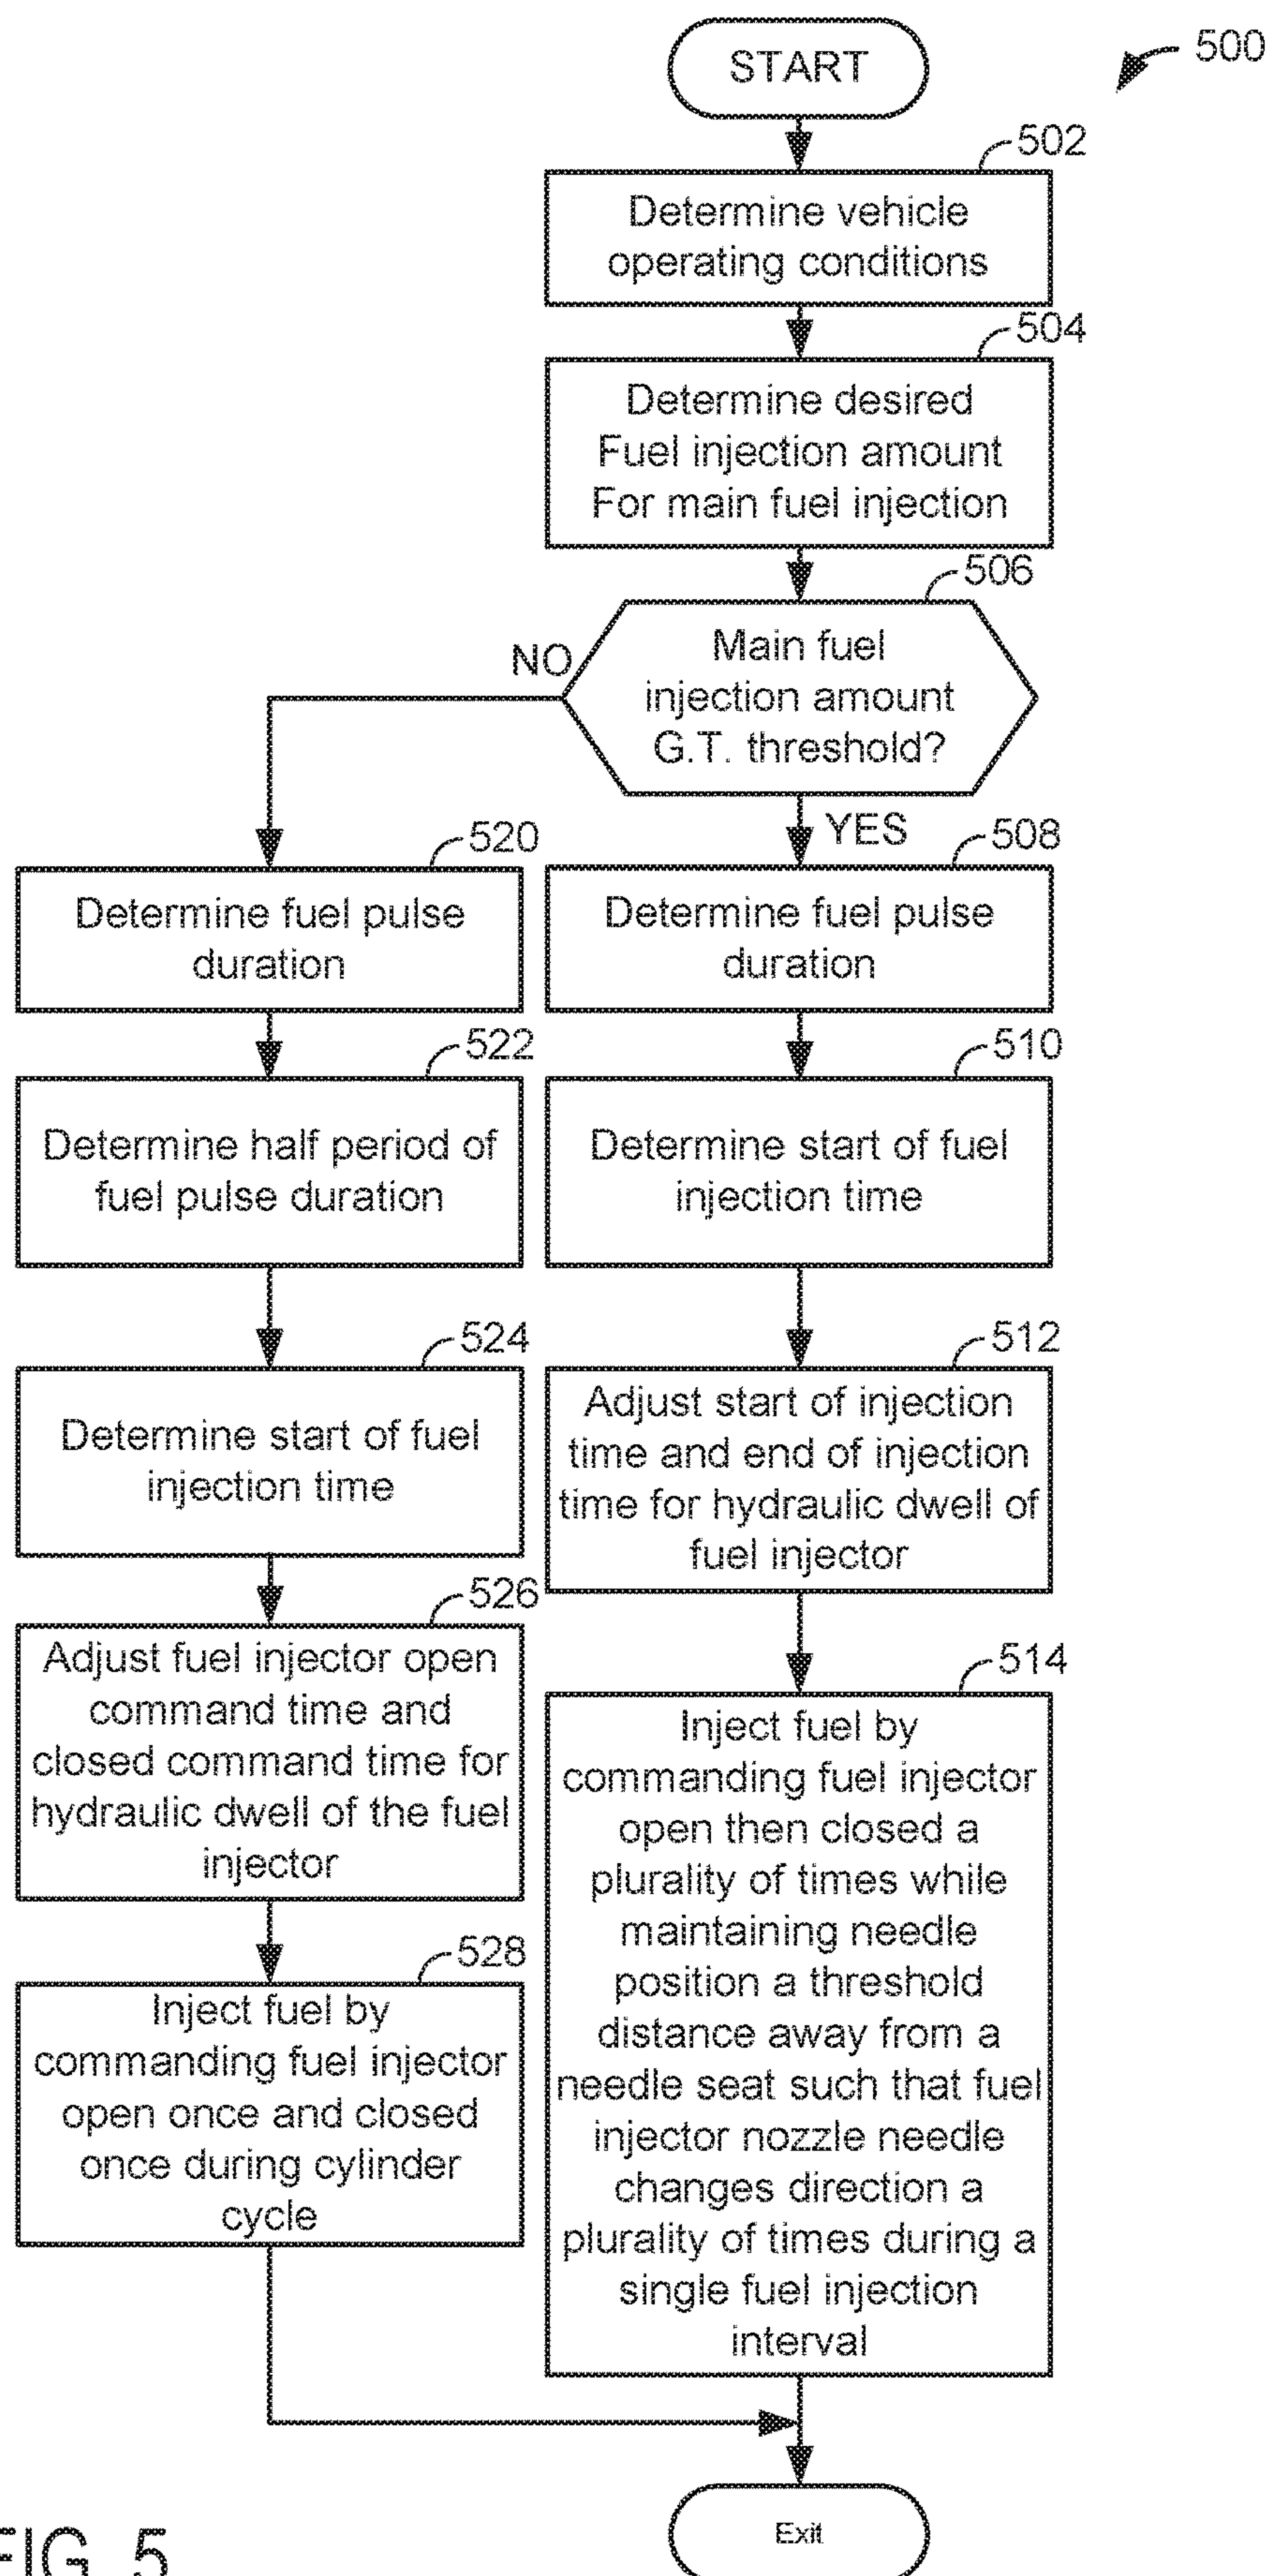 START
500
502
Determine vehicle
operating conditions
504
Determine desired
Fuel injection amount
For main fuel injection
506
Main fuel
injection amount
G.T. threshold?
NO
YES
520
Determine fuel pulse
duration
522
Determine half period of
fuel pulse duration
524
Determine start of fuel
injection time
526
Adjust fuel injector open
command time and
closed command time for
hydraulic dwell of the fuel
injector
528
Inject fuel by
commanding fuel injector
open once and closed
once during cylinder
cycle
508
Determine fuel pulse
duration
510
Determine start of fuel
injection time
512
Adjust start of injection
time and end of injection
time for hydraulic dwell of
fuel injector
514
Inject fuel by
commanding fuel injector
open then closed a
plurality of times while
maintaining needle
position a threshold
distance away from a
needle seat such that fuel
injector nozzle needle
changes direction a
plurality of times during a
single fuel injection
interval
Exit
FIG. 5